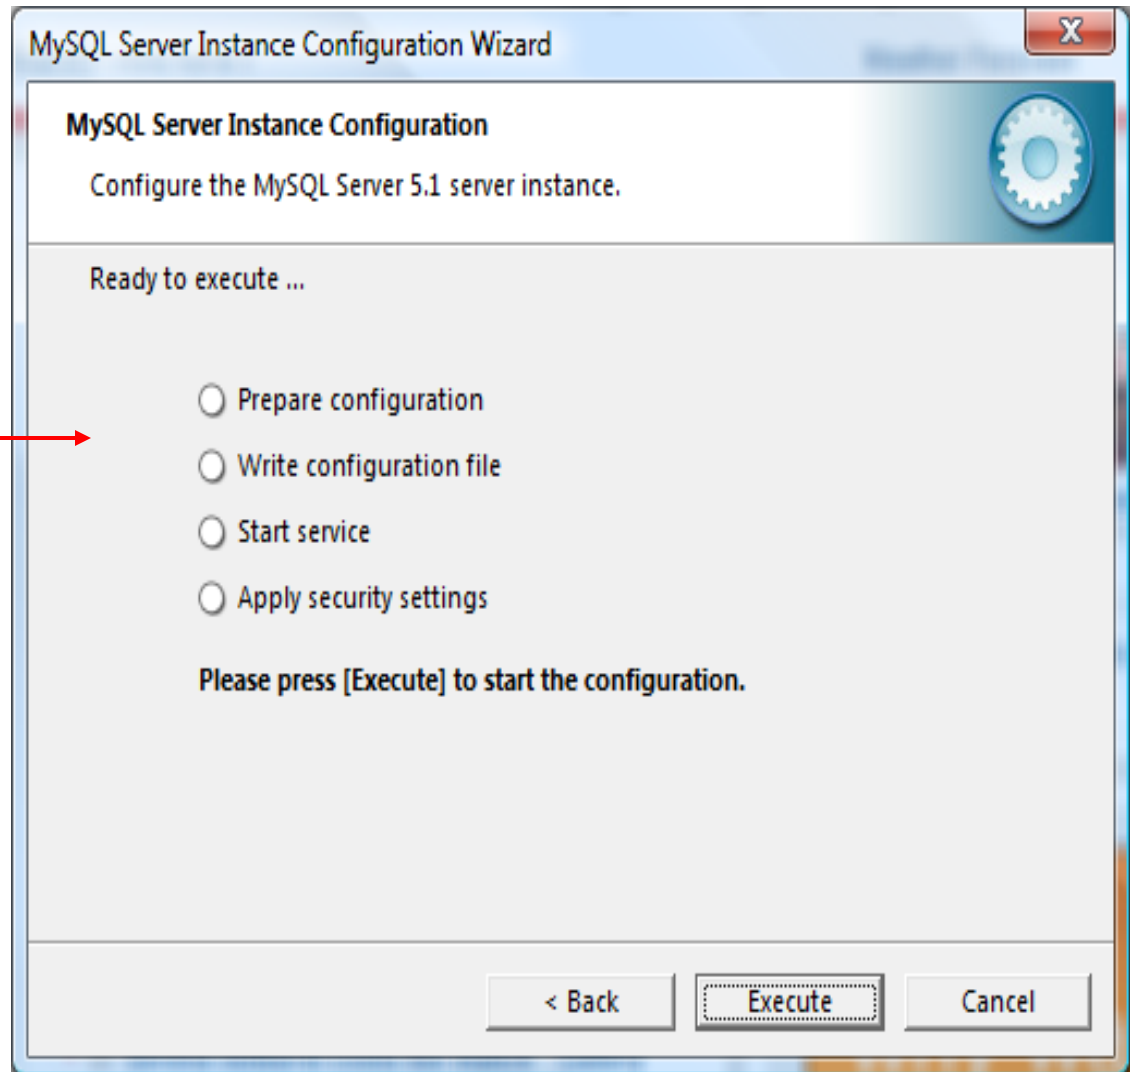 MySQL Server Instance Configuration Wizard
X
MySQL Server Instance Configuration
Configure the MySQL Server 5.1 server instance.
Ready to execute ...
Prepare configuration
Write configuration file
Start service
Apply security settings
Please press [Execute] to start the configuration.
< Back
Execute
Cancel